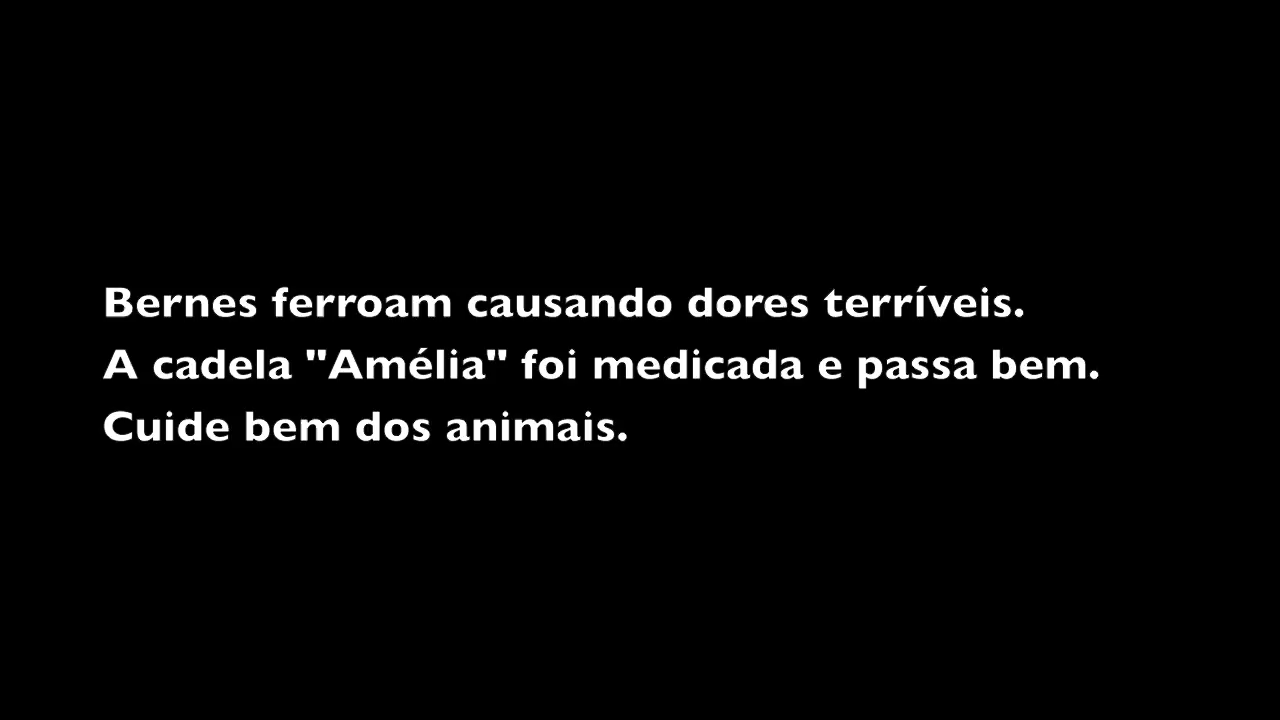 Bernes ferroam causando dores terríveis.
A cadela "Amélia" foi medicada e passa bem.
Cuide bem dos animais.